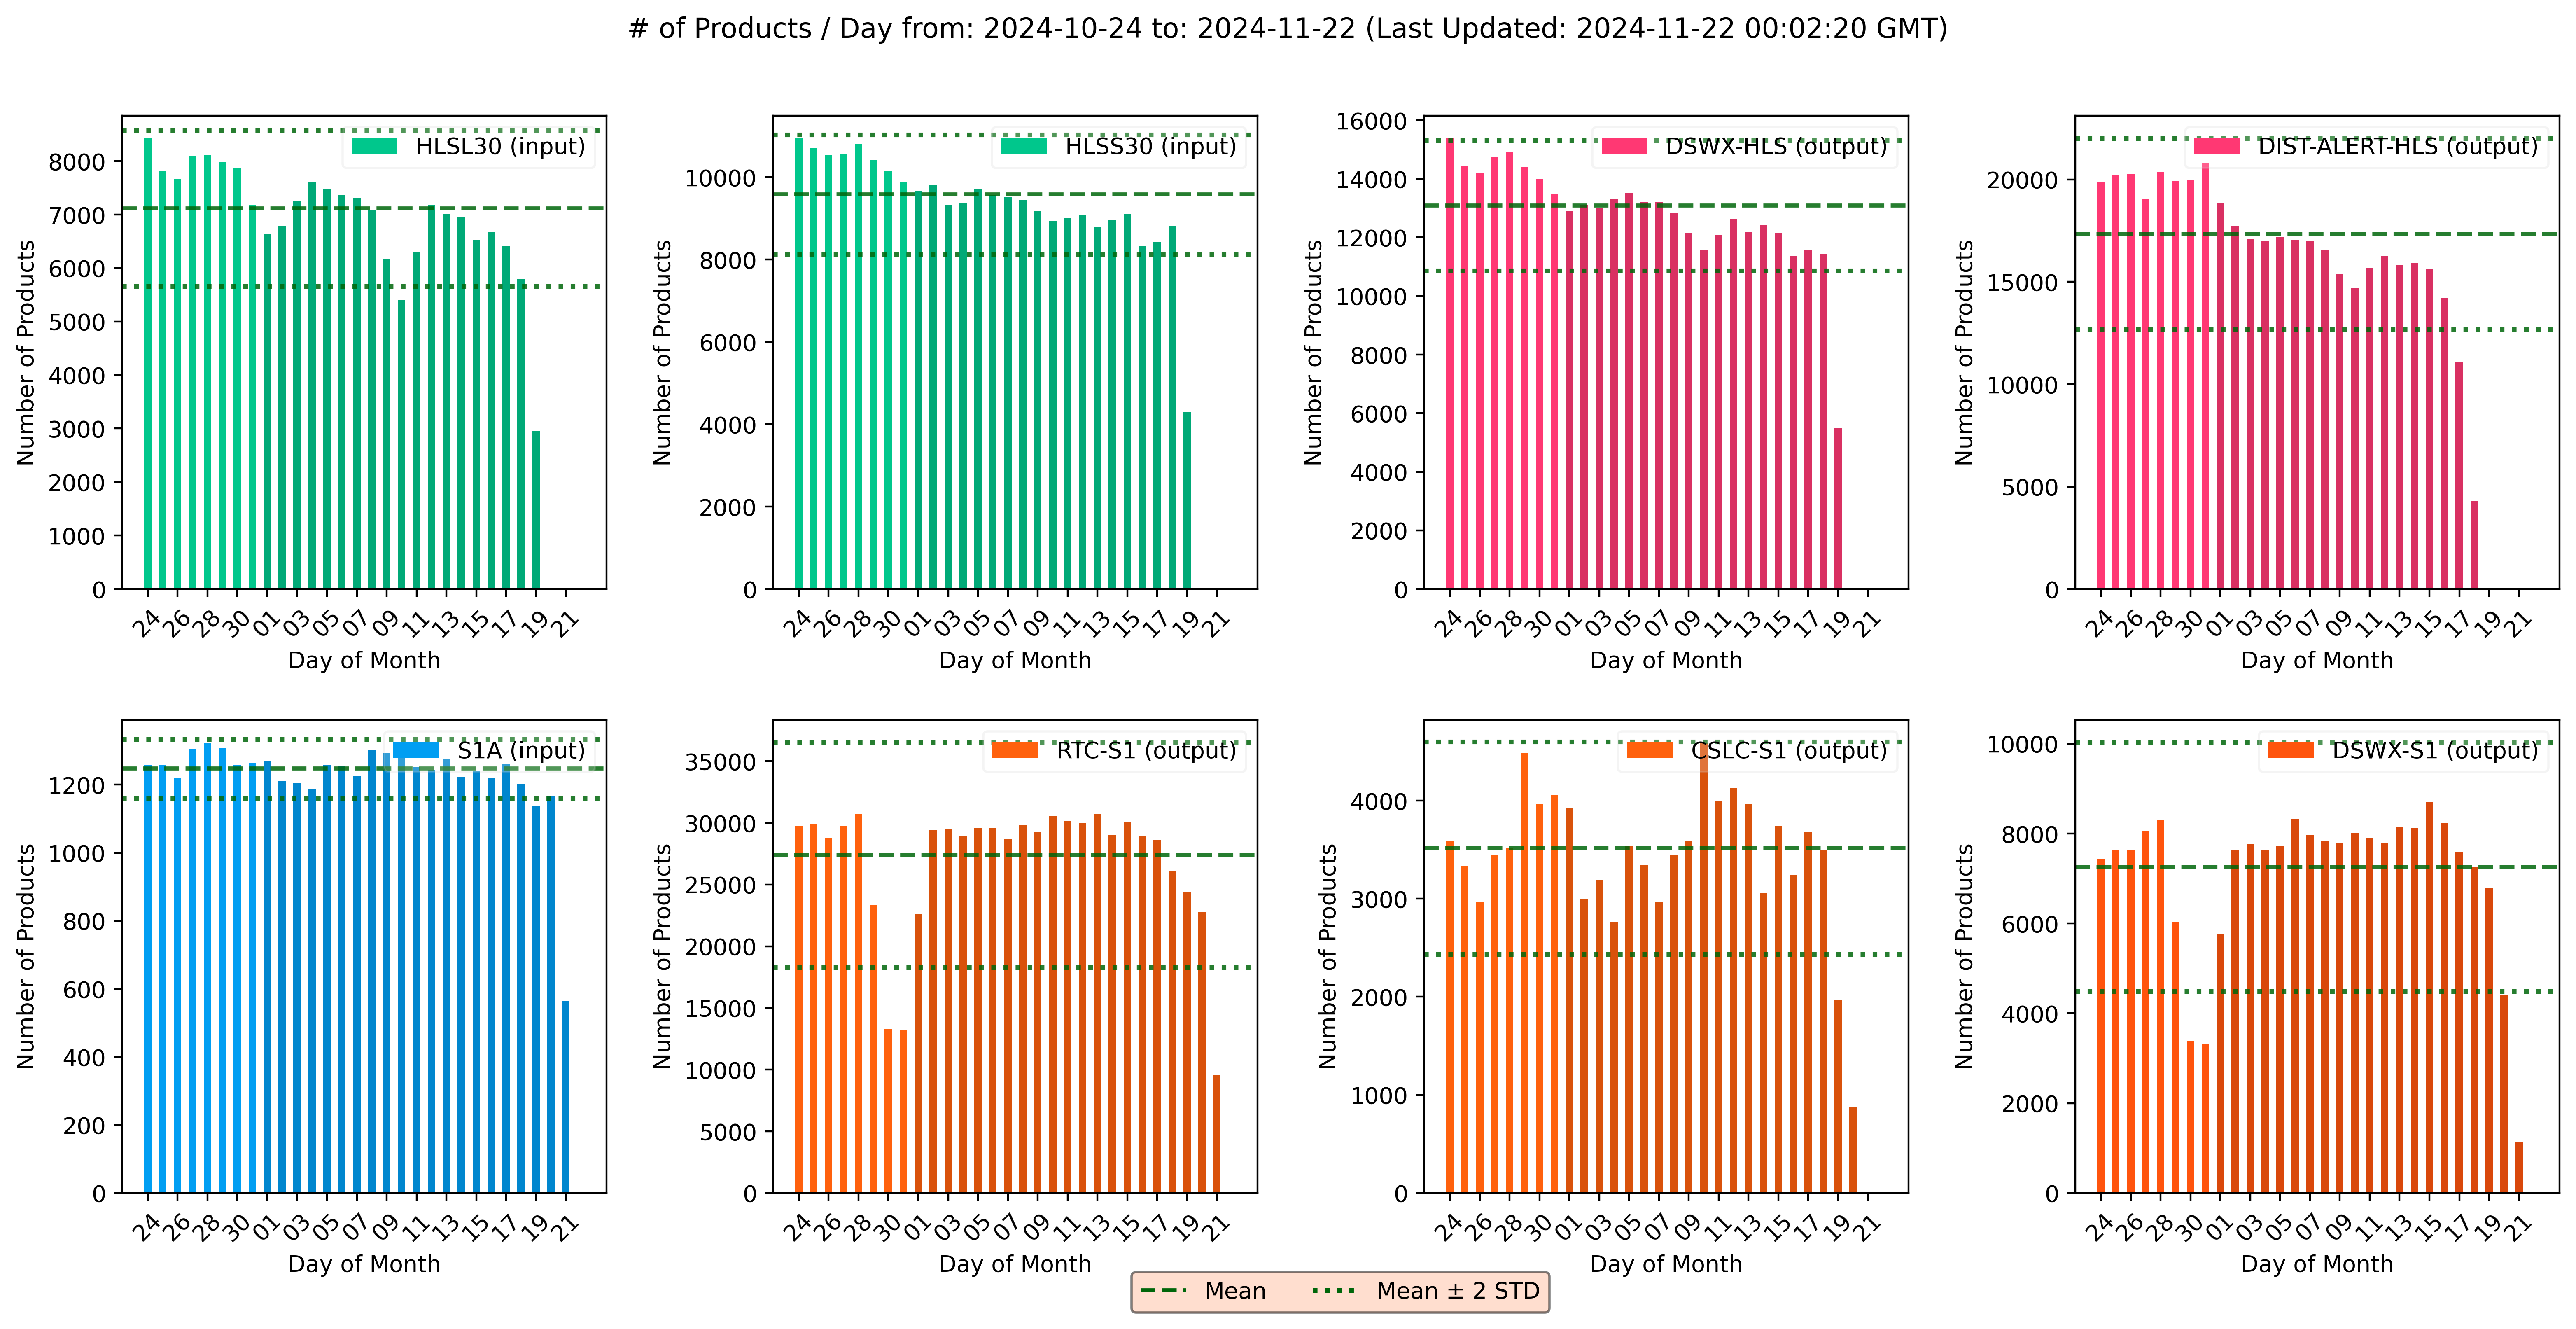 # of Products / Day from: 2024-10-24 to: 2024-11-22 (Last Updated: 2024-11-22 00:02:20 GMT)
HLSL30 (input)
Number of Products
8000
7000
6000
5000
4000
3000
2000
1000
0
24 26 28 30 01 03 05 07 09 11 13 15 17 19 21
Day of Month
HLSS30 (input)
Number of Products
10000
8000
6000
4000
2000
0
24 26 28 30 01 03 05 07 09 11 13 15 17 19 21
Day of Month
DSWX-HLS (output)
Number of Products
16000
14000
12000
10000
8000
6000
4000
2000
0
24 26 28 30 01 03 05 07 09 11 13 15 17 19 21
Day of Month
DIST-ALERT-HLS (output)
Number of Products
20000
15000
10000
5000
0
24 26 28 30 01 03 05 07 09 11 13 15 17 19 21
Day of Month
S1A (input)
Number of Products
1200
1000
800
600
400
200
0
24 26 28 30 01 03 05 07 09 11 13 15 17 19 21
Day of Month
RTC-S1 (output)
Number of Products
35000
30000
25000
20000
15000
10000
5000
0
24 26 28 30 01 03 05 07 09 11 13 15 17 19 21
Day of Month
CSLC-S1 (output)
Number of Products
4000
3000
2000
1000
0
24 26 28 30 01 03 05 07 09 11 13 15 17 19 21
Day of Month
DSWX-S1 (output)
Number of Products
10000
8000
6000
4000
2000
0
24 26 28 30 01 03 05 07 09 11 13 15 17 19 21
Day of Month
Mean
Mean ± 2 STD